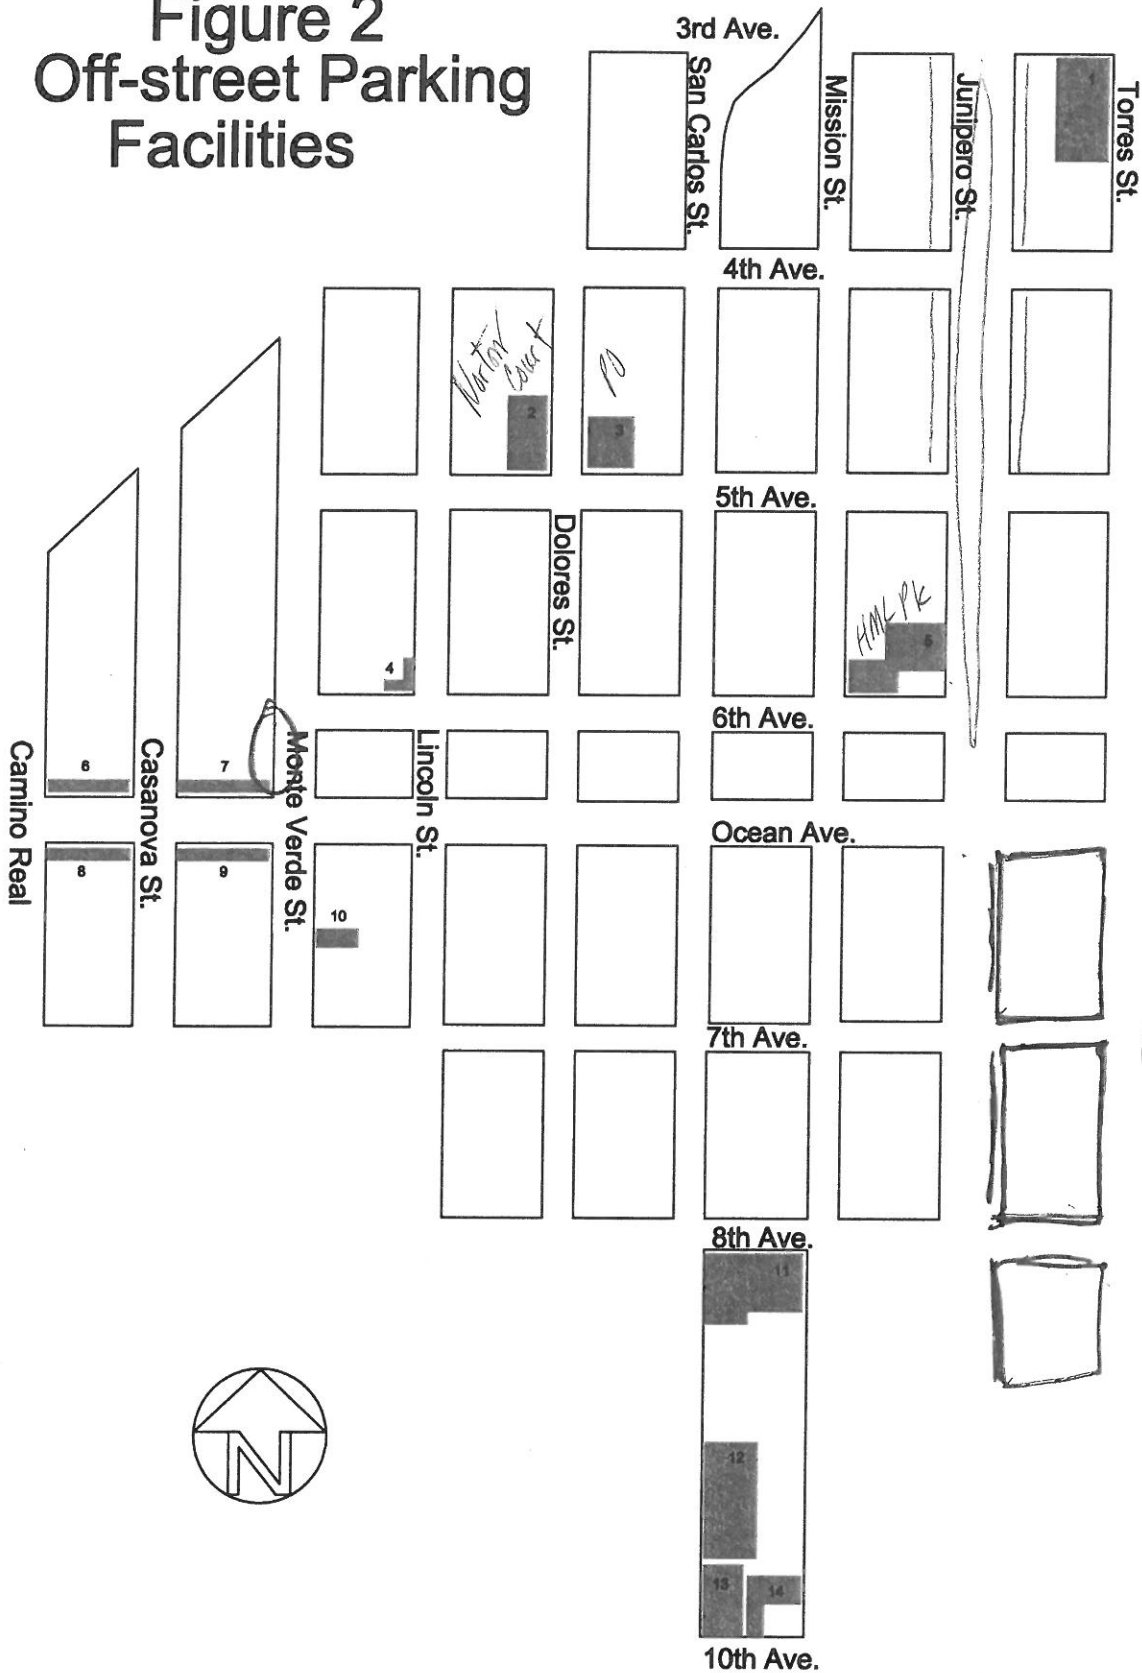 Figure 2
Off-street Parking
Facilities
3rd Ave.
San Carlos St.
Mission St.
Junipero St.
Torres St.
1
4th Ave.
Norton
Court
PO
2
3
5th Ave.
Dolores St.
HML PK
5
4
6th Ave.
Camino Real
6
Casanova St.
7
Monte Verde St.
Lincoln St.
Ocean Ave.
8
9
10
7th Ave.
8th Ave.
11
12
13
14
10th Ave.
N